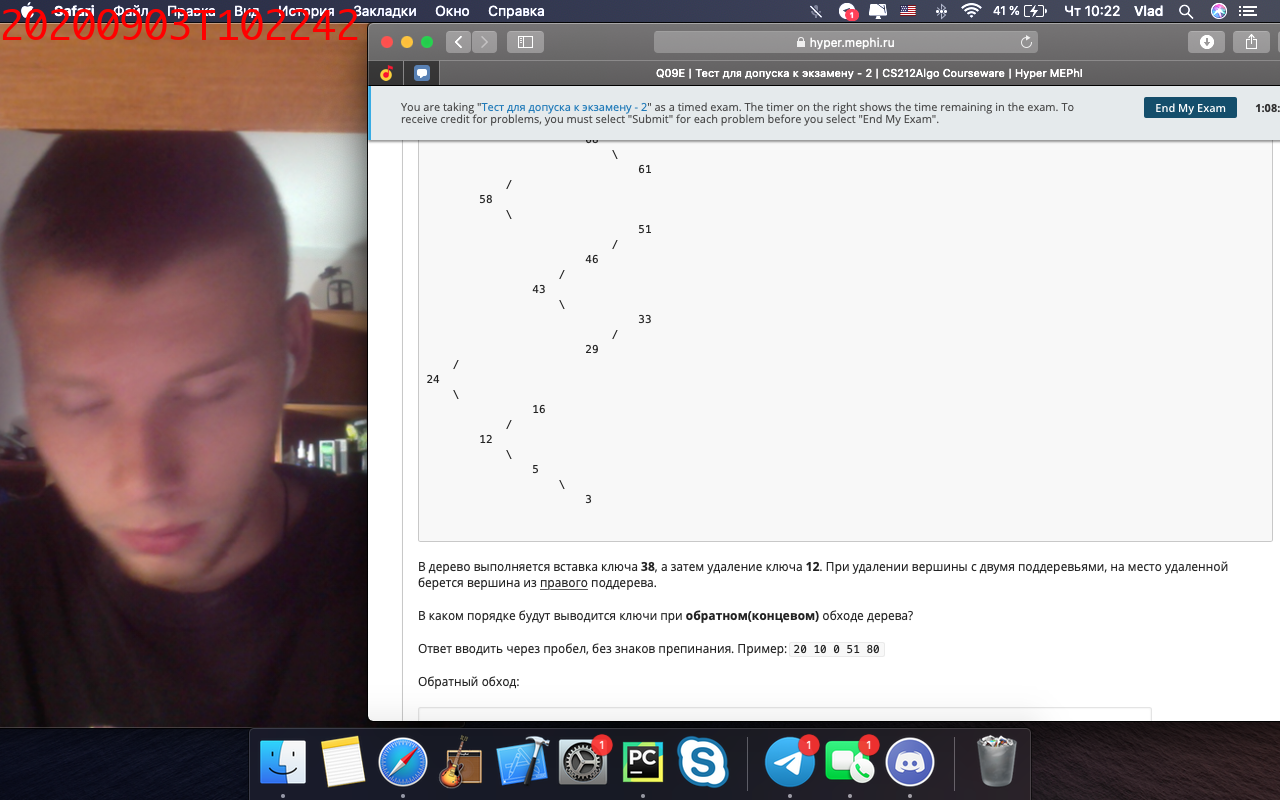 20200903T102242
Safari Файл Правка Вид История Закладки Окно Справка
1 41 % Чт 10:22 Vlad
hyper.mephi.ru
Q09E | Тест для допуска к экзамену - 2 | CS212Algo Courseware | Hyper MEPhI
You are taking "Тест для допуска к экзамену - 2" as a timed exam. The timer on the right shows the time remaining in the exam. To
receive credit for problems, you must select "Submit" for each problem before you select "End My Exam".
End My Exam
1:08:
\
61
/
58
\
51
/
46
/
43
\
33
/
29
/
24
\
16
/
12
\
5
\
3
В дерево выполняется вставка ключа 38, а затем удаление ключа 12. При удалении вершины с двумя поддеревьями, на место удаленной
берется вершина из правого поддерева.
В каком порядке будут выводится ключи при обратном(концевом) обходе дерева?
Ответ вводить через пробел, без знаков препинания. Пример: 20 10 0 51 80
Обратный обход:
1 PC 1 1